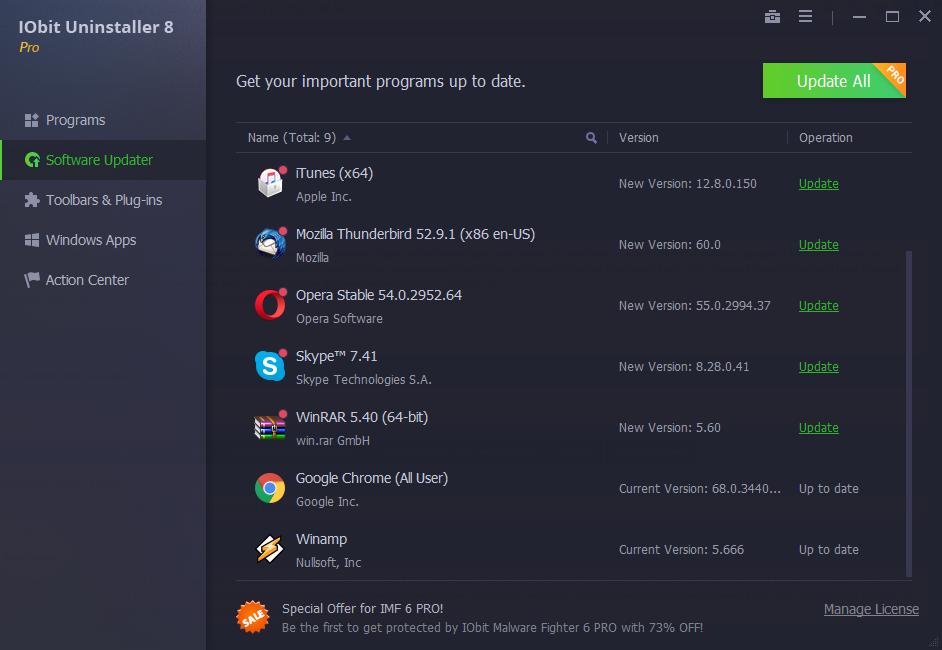 IObit Uninstaller 8
Pro
Programs
Software Updater
Toolbars & Plug-ins
Windows Apps
Action Center
Get your important programs up to date.
Update All
PRO
Name (Total: 9) Version Operation
iTunes (x64)
Apple Inc.
New Version: 12.8.0.150 Update
Mozilla Thunderbird 52.9.1 (x86 en-US)
Mozilla
New Version: 60.0 Update
Opera Stable 54.0.2952.64
Opera Software
New Version: 55.0.2994.37 Update
Skype™ 7.41
Skype Technologies S.A.
New Version: 8.28.0.41 Update
WinRAR 5.40 (64-bit)
win.rar GmbH
New Version: 5.60 Update
Google Chrome (All User)
Google Inc.
Current Version: 68.0.3440... Up to date
Winamp
Nullsoft, Inc
Current Version: 5.666 Up to date
SALE
Special Offer for IMF 6 PRO!
Be the first to get protected by IObit Malware Fighter 6 PRO with 73% OFF!
Manage License